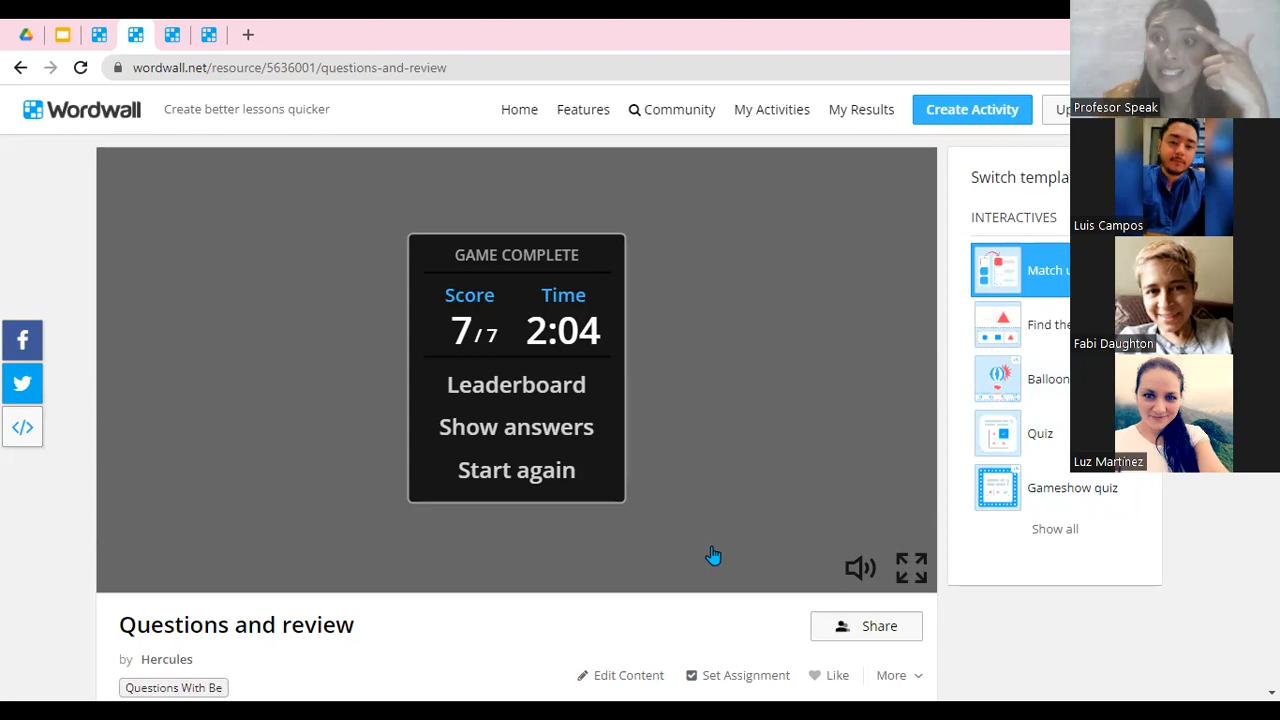 wordwall.net/resource/5636001/questions-and-review
Wordwall
Create better lessons quicker
Home
Features
Community
My Activities
My Results
Create Activity
Up
GAME COMPLETE
Score
Time
7/ 7
2:04
Leaderboard
Show answers
Start again
Switch templa
INTERACTIVES
Match u
Find the
Balloon
Quiz
Gameshow quiz
Show all
Profesor Speak
Luis Campos
Fabi Daughton
Luz Martinez
Questions and review
Share
by Hercules
Edit Content
Set Assignment
Like
More
Questions With Be